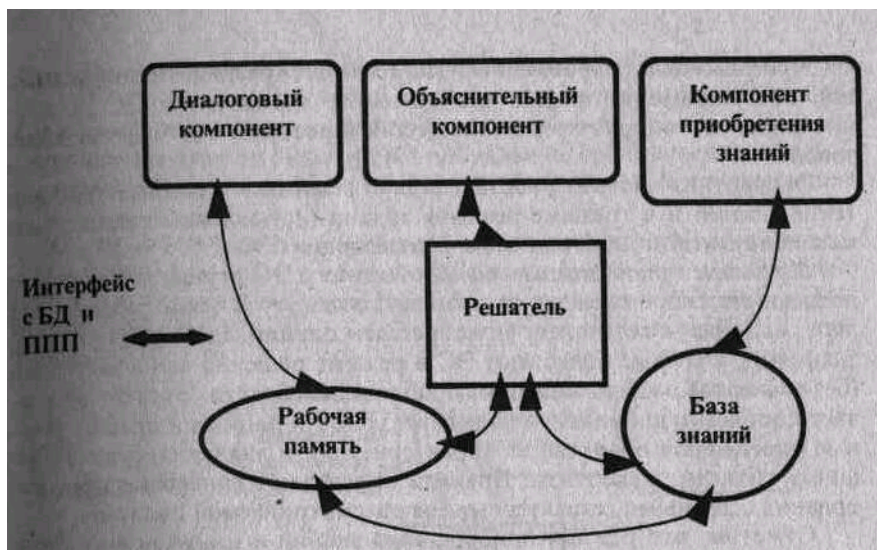 Диалоговый
компонент
Объяснительный
компонент
Компонент
приобретения
знаний
Интерфейс
с БД и
ППП
Решатель
Рабочая
память
База
знаний